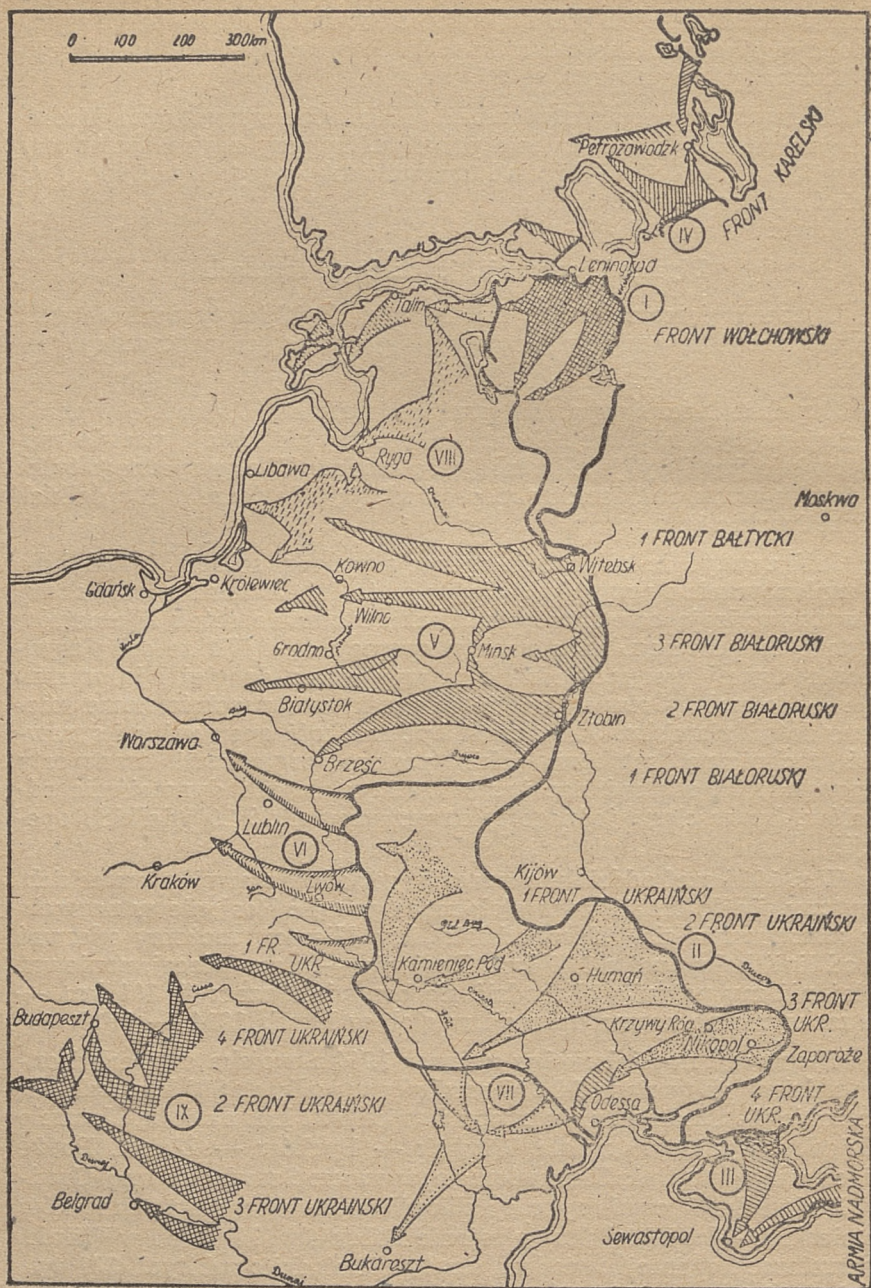 0 100 200 300km
Petrozawodzk
FRONT KARELSKI
IV
Leningrad
I
Talin
FRONT WOŁCHOWSKI
Ryga
VIII
Libawa
Moskwa
1 FRONT BAŁTYCKI
Witebsk
Kowno
Gdańsk
Królewiec
Wilno
3 FRONT BIAŁORUSKI
V
Mińsk
Grodno
Białystok
2 FRONT BIAŁORUSKI
Żłobin
Warszawa
Brześć
1 FRONT BIAŁORUSKI
Lublin
VI
Kraków
Lwów
Kijów
1 FRONT UKRAIŃSKI
2 FRONT UKRAIŃSKI
II
1 FR.
UKR.
Kamieniec Pod
Humań
3 FRONT
UKR.
Budapeszt
4 FRONT UKRAIŃSKI
Krzywy Róg
Nikopol
Zaporoże
4 FRONT
UKR.
IX
2 FRONT UKRAIŃSKI
VII
Odessa
Dunaj
III
Belgrad
3 FRONT UKRAIŃSKI
Sewastopol
ARMIA NADMORSKA
Bukareszt
Dunaj